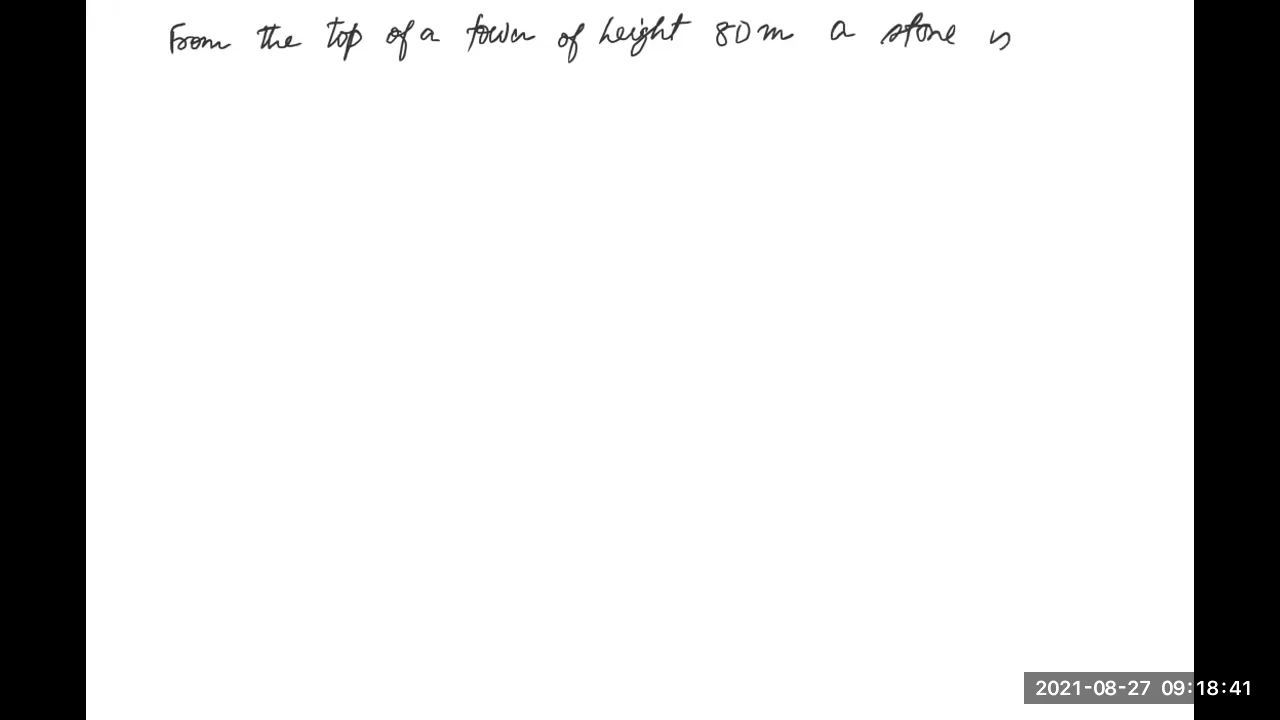 From the top of a tower of height 80m a stone is
2021-08-27 09:18:41